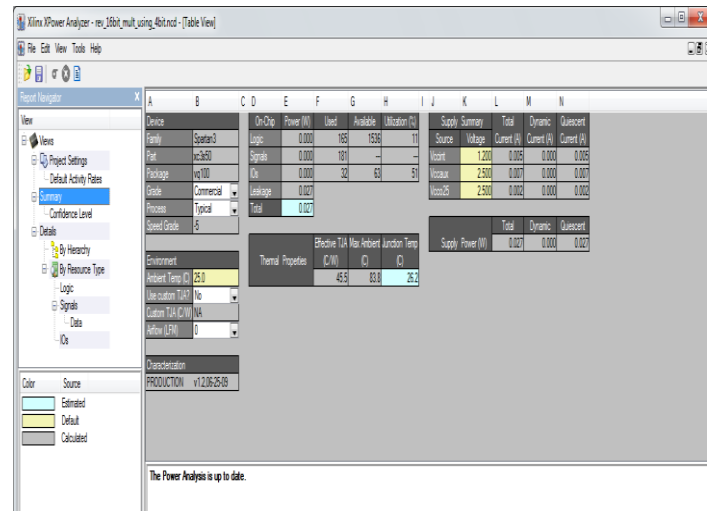 Xilinx XPower Analyzer - rev_16bit_mult_using_4bit.ncd - [Table View]
File Edit View Tools Help
Report Navigator X
View
Views
Project Settings
Default Activity Rates
Summary
Confidence Level
Details
By Hierarchy
By Resource Type
Logic
Signals
Data
IOs
Color Source
Estimated
Default
Calculated
A B C D E F G H I J K L M N
Device
Family Spartan3
Part xc3s50
Package vq100
Grade Commercial
Process Typical
Speed Grade -5
Environment
Ambient Temp (C) 25.0
Use custom TJA? No
Custom TJA (C/W) NA
Airflow (LFM) 0
Characterization
PRODUCTION v1.2,06-25-09
On-Chip Power (W) Used Available Utilization (%)
Logic 0.000 165 1536 11
Signals 0.000 181 -- --
IOs 0.000 32 63 51
Leakage 0.027
Total 0.027
Effective TJA Max Ambient Junction Temp
Thermal Properties (C/W) (C) (C)
45.5 83.8 26.2
Supply Summary Total Dynamic Quiescent
Source Voltage Current (A) Current (A) Current (A)
Vccint 1.200 0.005 0.000 0.005
Vccaux 2.500 0.007 0.000 0.007
Vcco25 2.500 0.002 0.000 0.002
Total Dynamic Quiescent
Supply Power (W) 0.027 0.000 0.027
The Power Analysis is up to date.